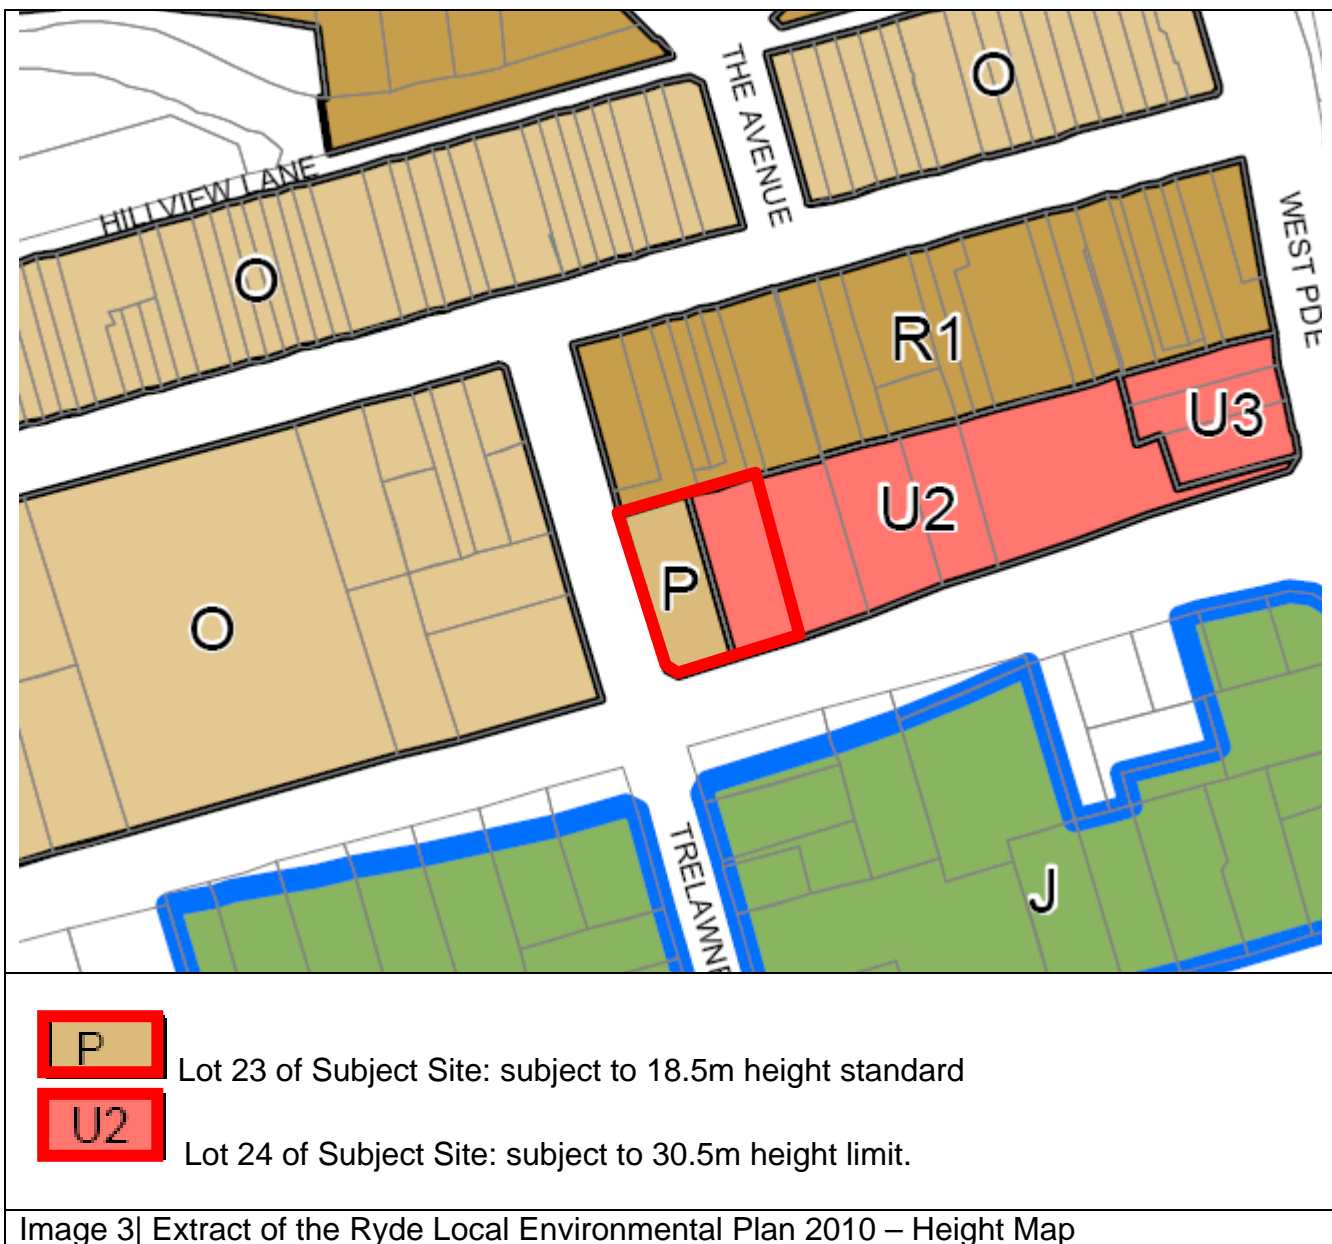 THE AVENUE
O
HILLVIEW LANE
WEST PDE
O
R1
U3
U2
P
O
J
P
Lot 23 of Subject Site: subject to 18.5m height standard
U2
Lot 24 of Subject Site: subject to 30.5m height limit.
Image 3| Extract of the Ryde Local Environmental Plan 2010 – Height Map